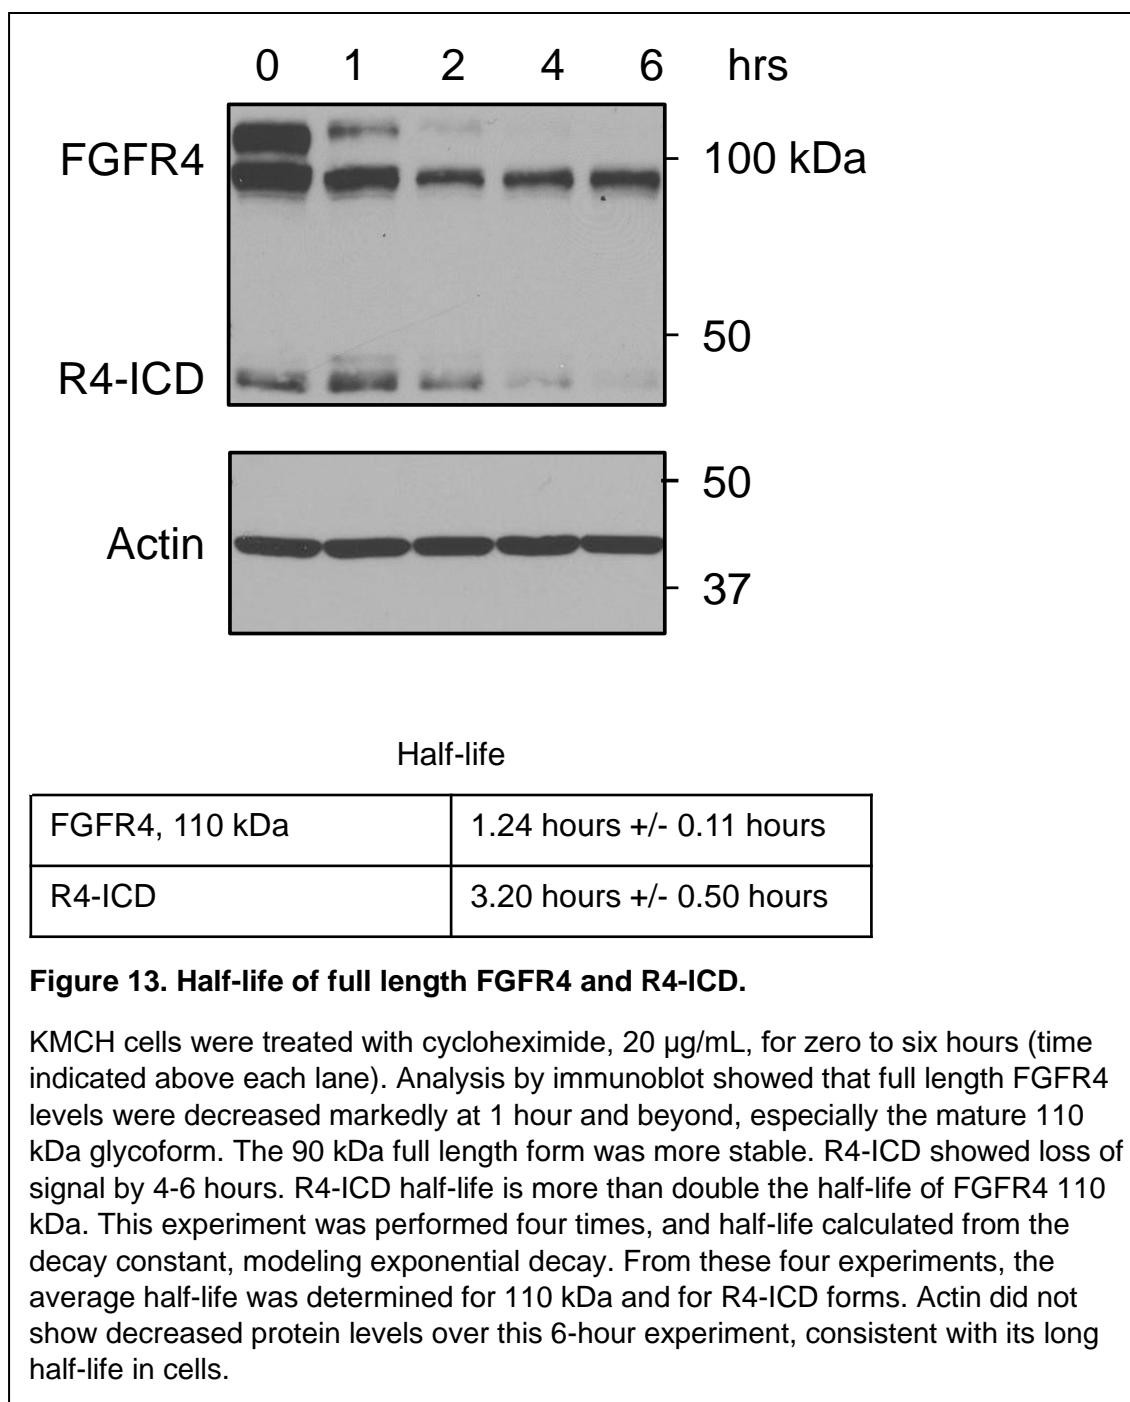 0 1 2 4 6 hrs
FGFR4
100 kDa
50
R4-ICD
50
Actin
37
Half-life
FGFR4, 110 kDa 1.24 hours +/- 0.11 hours
R4-ICD 3.20 hours +/- 0.50 hours
Figure 13. Half-life of full length FGFR4 and R4-ICD.
KMCH cells were treated with cycloheximide, 20 µg/mL, for zero to six hours (time
indicated above each lane). Analysis by immunoblot showed that full length FGFR4
levels were decreased markedly at 1 hour and beyond, especially the mature 110
kDa glycoform. The 90 kDa full length form was more stable. R4-ICD showed loss of
signal by 4-6 hours. R4-ICD half-life is more than double the half-life of FGFR4 110
kDa. This experiment was performed four times, and half-life calculated from the
decay constant, modeling exponential decay. From these four experiments, the
average half-life was determined for 110 kDa and for R4-ICD forms. Actin did not
show decreased protein levels over this 6-hour experiment, consistent with its long
half-life in cells.